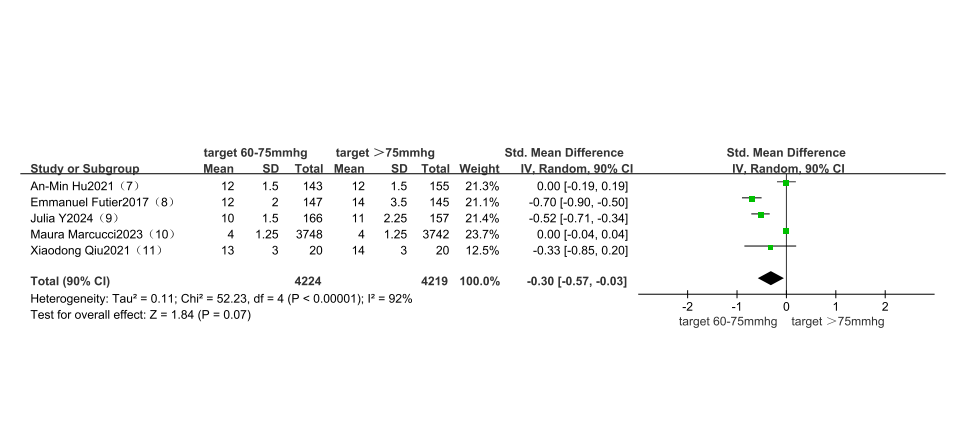 target 60-75mmhg target ＞75mmhg Std. Mean Difference Std. Mean Difference
Study or Subgroup Mean SD Total Mean SD Total Weight IV, Random, 90% CI IV, Random, 90% CI
An-Min Hu2021（7） 12 1.5 143 12 1.5 155 21.3% 0.00 [-0.19, 0.19]
Emmanuel Futier2017（8） 12 2 147 14 3.5 145 21.1% -0.70 [-0.90, -0.50]
Julia Y2024（9） 10 1.5 166 11 2.25 157 21.4% -0.52 [-0.71, -0.34]
Maura Marcucci2023（10） 4 1.25 3748 4 1.25 3742 23.7% 0.00 [-0.04, 0.04]
Xiaodong Qiu2021（11） 13 3 20 14 3 20 12.5% -0.33 [-0.85, 0.20]
Total (90% CI) 4224 4219 100.0% -0.30 [-0.57, -0.03]
Heterogeneity: Tau² = 0.11; Chi² = 52.23, df = 4 (P < 0.00001); I² = 92%
Test for overall effect: Z = 1.84 (P = 0.07)
-2 -1 0 1 2
target 60-75mmhg target ＞75mmhg